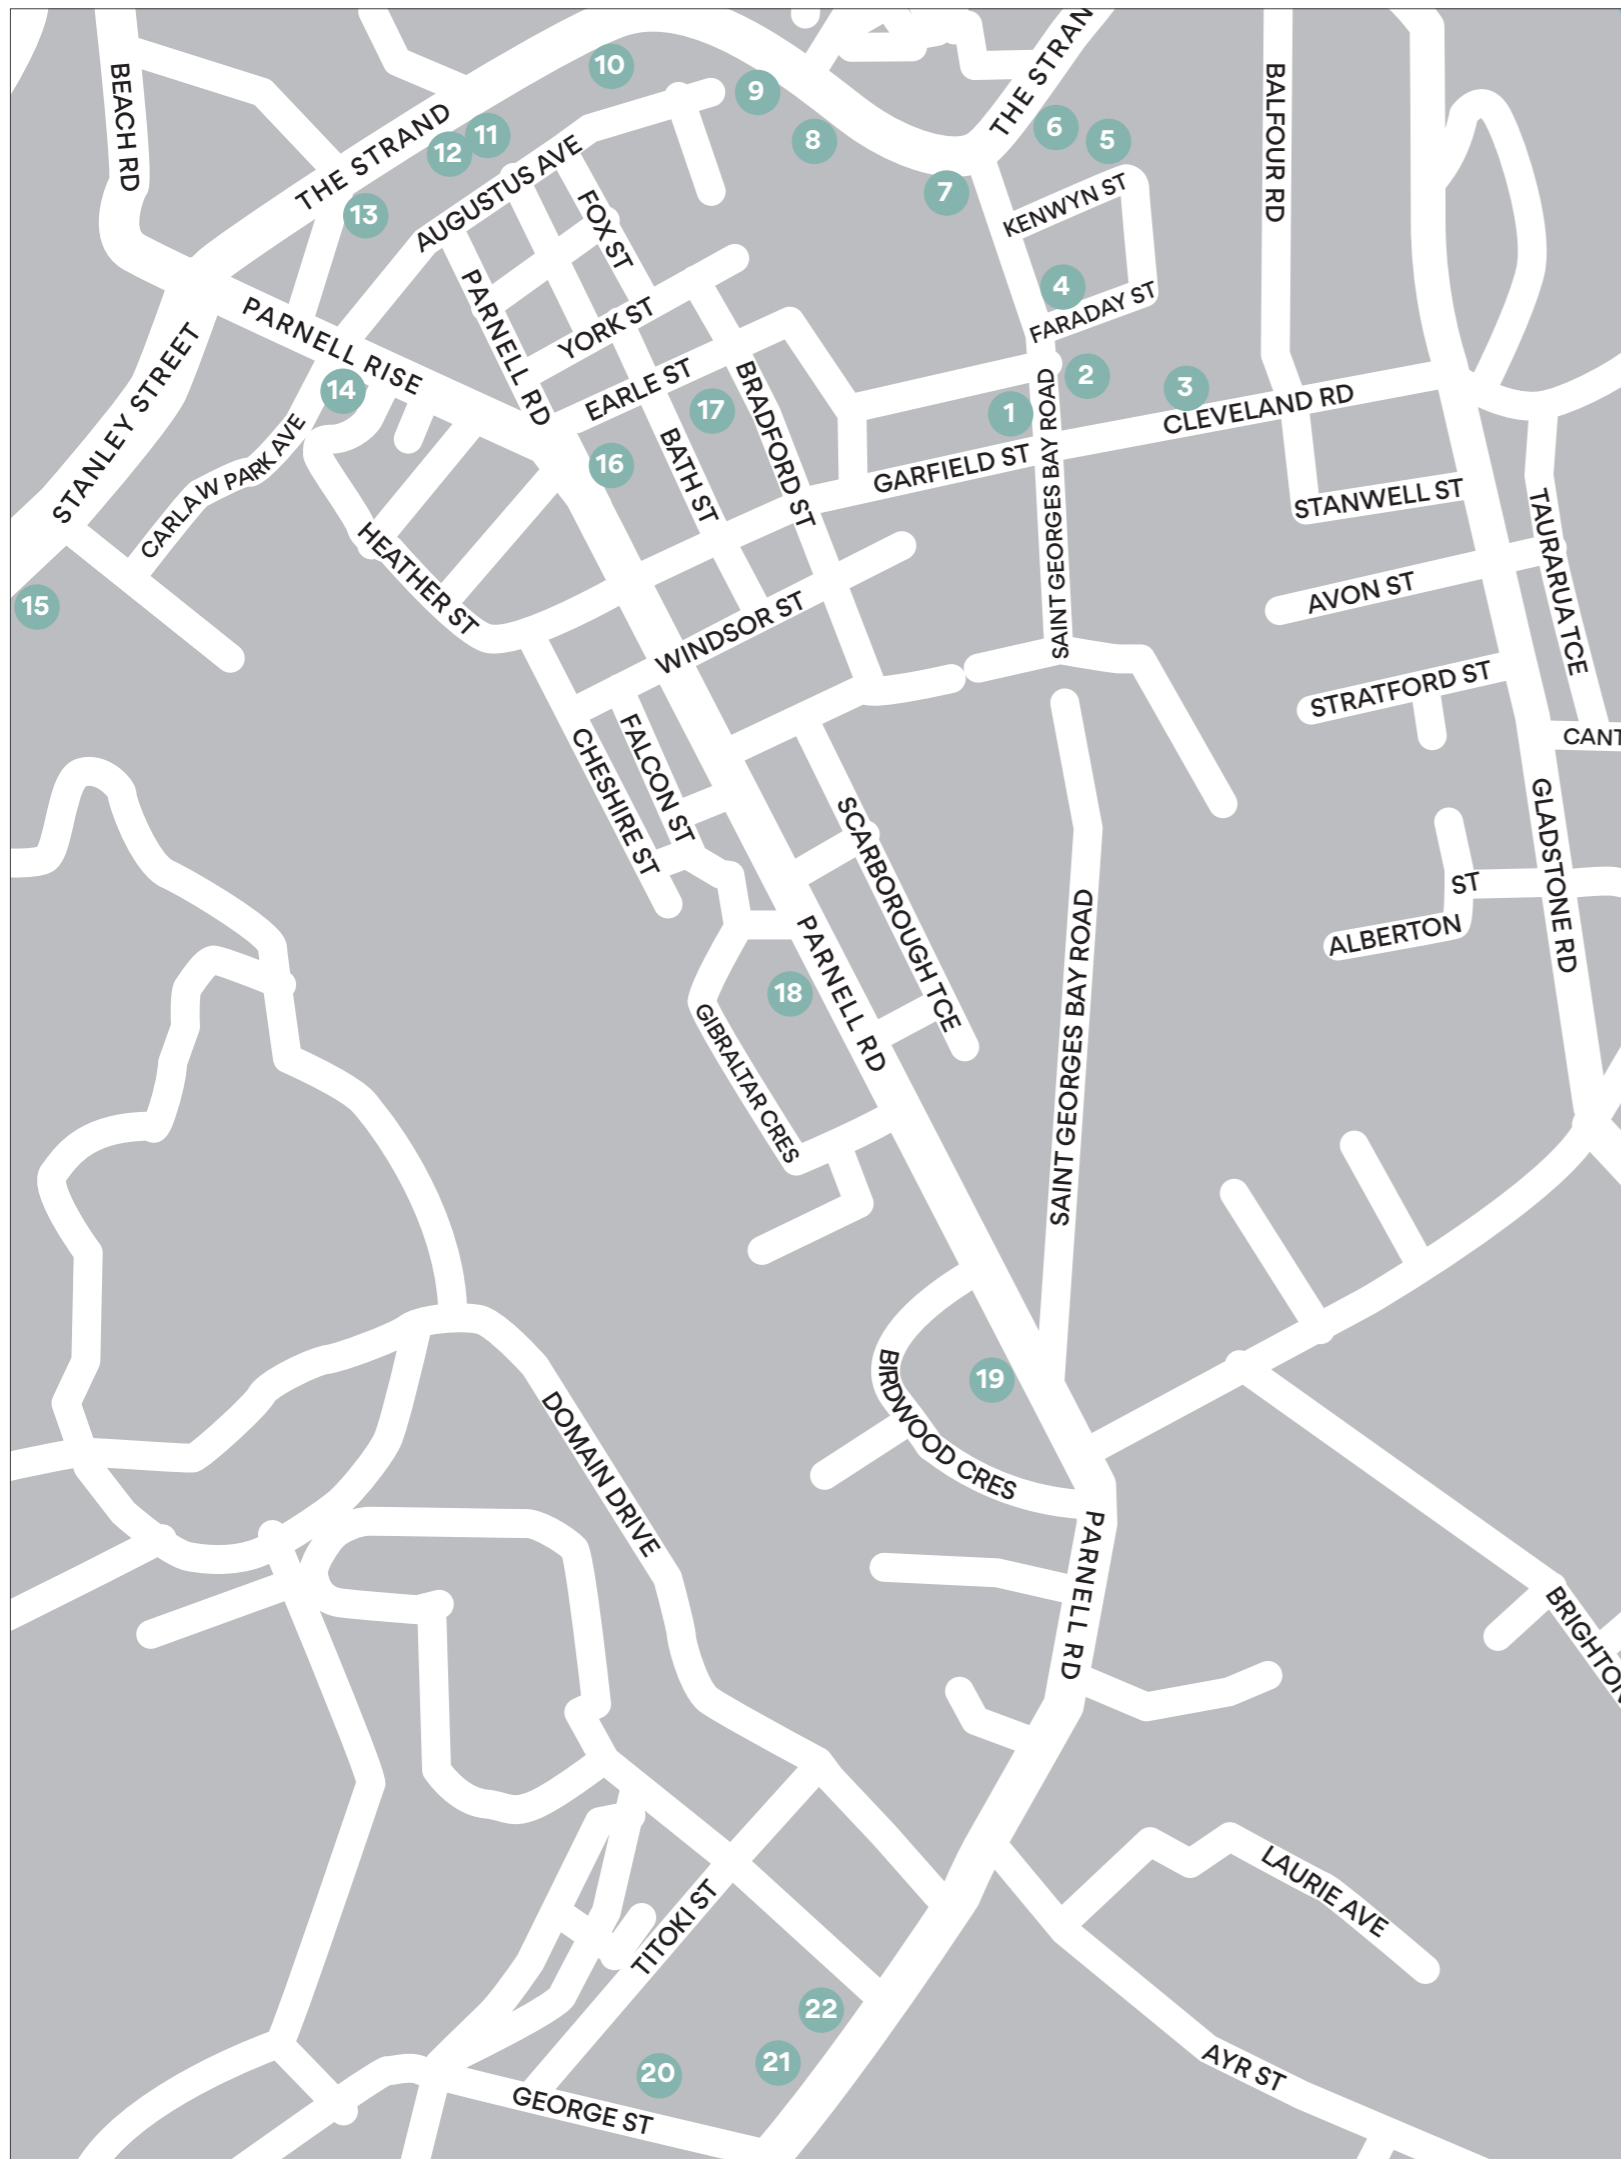 BEACH RD
THE STRAND
THE STRAN
BALFOUR RD
10
9
8
6
5
11
12
13
7
AUGUSTUS AVE
FOX ST
KENWYN ST
4
FARADAY ST
PARNELL RISE
PARNELL RD
YORK ST
EARLE ST
STANLEY STREET
14
CARLAW PARK AVE
17
16
BATH ST
BRADFORD ST
1
2
3
CLEVELAND RD
GARFIELD ST
SAINT GEORGES BAY ROAD
STANWELL ST
TAURARUA TCE
AVON ST
STRATFORD ST
CANT
15
HEATHER ST
WINDSOR ST
FALCON ST
CHESHIRE ST
SCARBOROUGH TCE
GLADSTONE RD
ST
ALBERTON
PARNELL RD
18
GIBRALTAR CRES
SAINT GEORGES BAY ROAD
19
BIRDWOOD CRES
DOMAIN DRIVE
PARNELL RD
BRIGHTON
LAURIE AVE
TITOKI ST
22
21
20
GEORGE ST
AYR ST